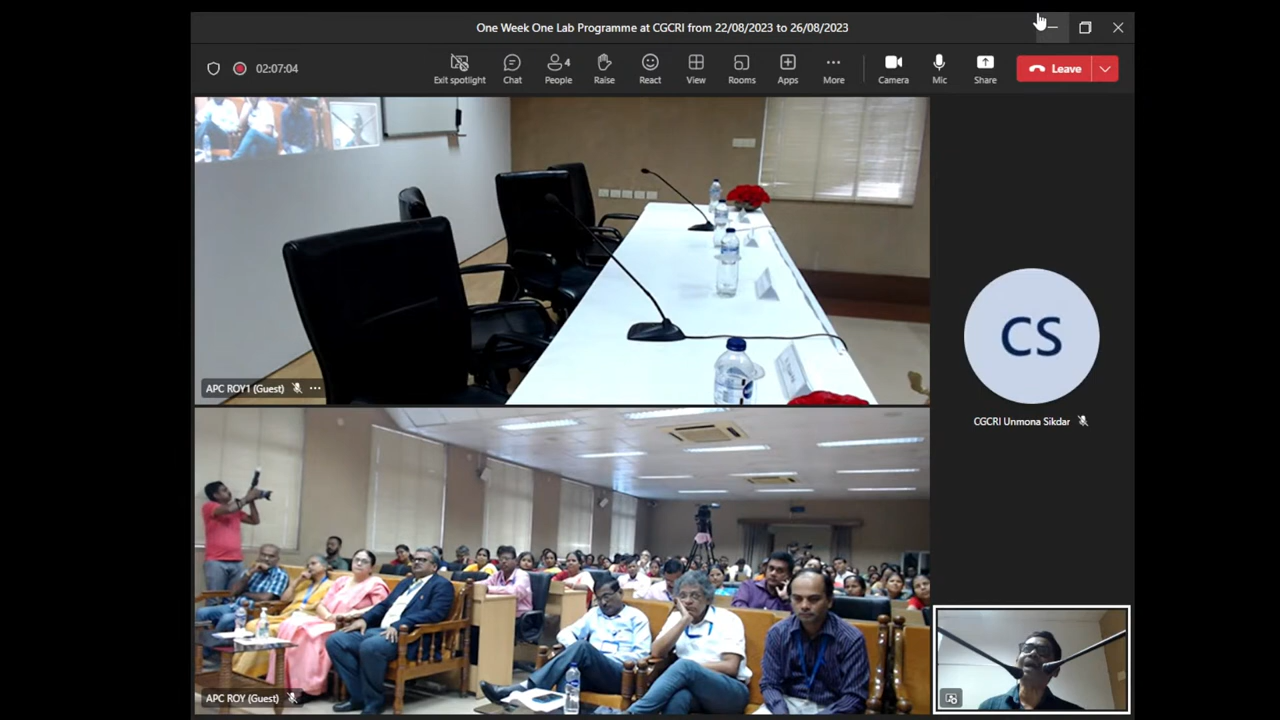 One Week One Lab Programme at CGCRI from 22/08/2023 to 26/08/2023
02:07:04
Exit spotlight
Chat
4
People
Raise
React
View
Rooms
Apps
More
Camera
Mic
Share
Leave
APC ROY1 (Guest)
CS
CGCRI Unmona Sikdar
APC ROY (Guest)